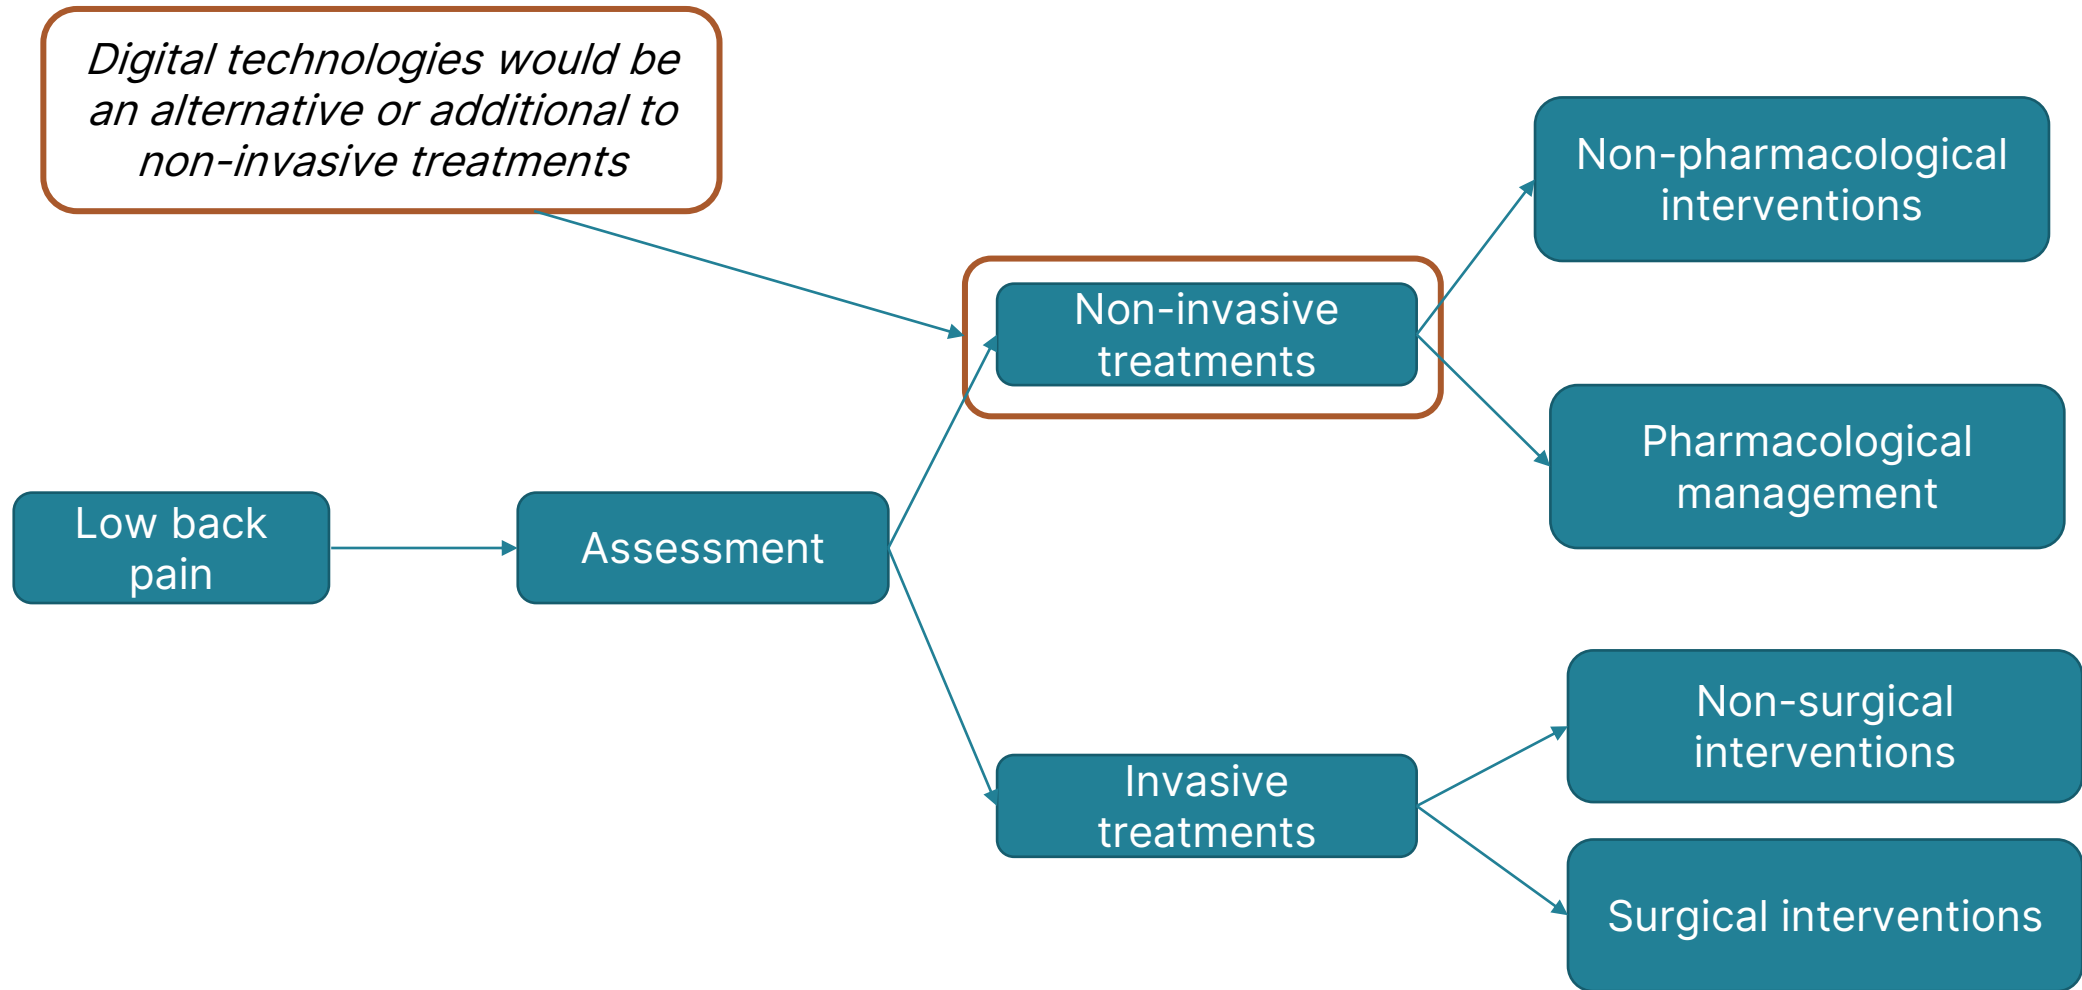 Digital technologies would be
an alternative or additional to
non-invasive treatments
Non-pharmacological
interventions
Non-invasive
treatments
Pharmacological
management
Low back
pain
Assessment
Non-surgical
interventions
Invasive
treatments
Surgical interventions